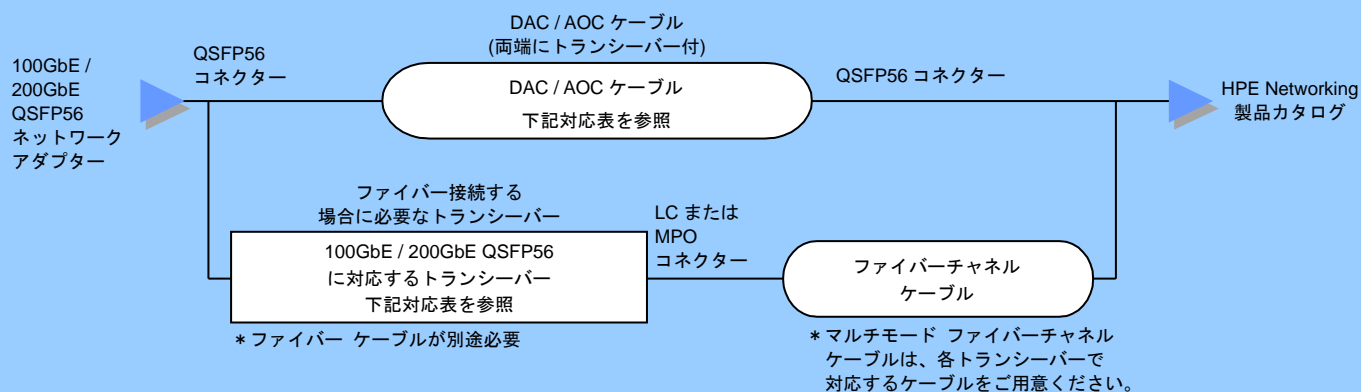 100GbE /
200GbE
QSFP56
ネットワーク
アダプター
QSFP56
コネクター
DAC / AOC ケーブル
(両端にトランシーバー付)
DAC / AOC ケーブル
下記対応表を参照
QSFP56 コネクター
HPE Networking
製品カタログ
ファイバー接続する
場合に必要なトランシーバー
100GbE / 200GbE QSFP56
に対応するトランシーバー
下記対応表を参照
* ファイバー ケーブルが別途必要
LC または
MPO
コネクター
ファイバーチャネル
ケーブル
* マルチモード ファイバーチャネル
ケーブルは、各トランシーバーで
対応するケーブルをご用意ください。